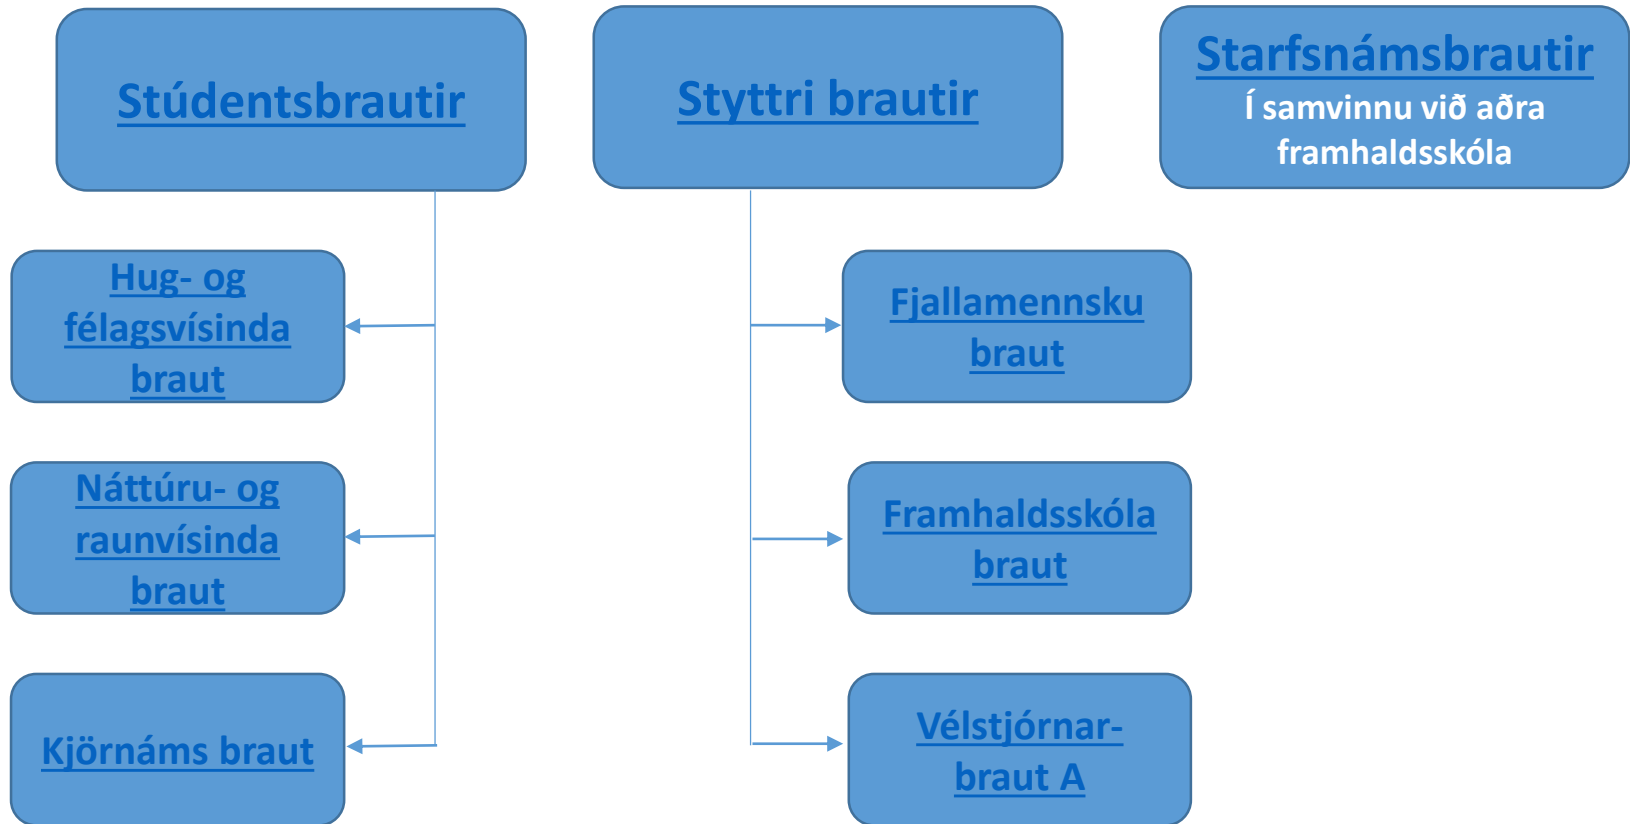 Stúdentsbrautir
Styttri brautir
Starfsnámsbrautir
Í samvinnu við aðra
framhaldsskóla
Hug- og
félagsvísinda
braut
Náttúru- og
raunvísinda
braut
Kjörnáms braut
Fjallamennsku
braut
Framhaldsskóla
braut
Vélstjórnar-
braut A